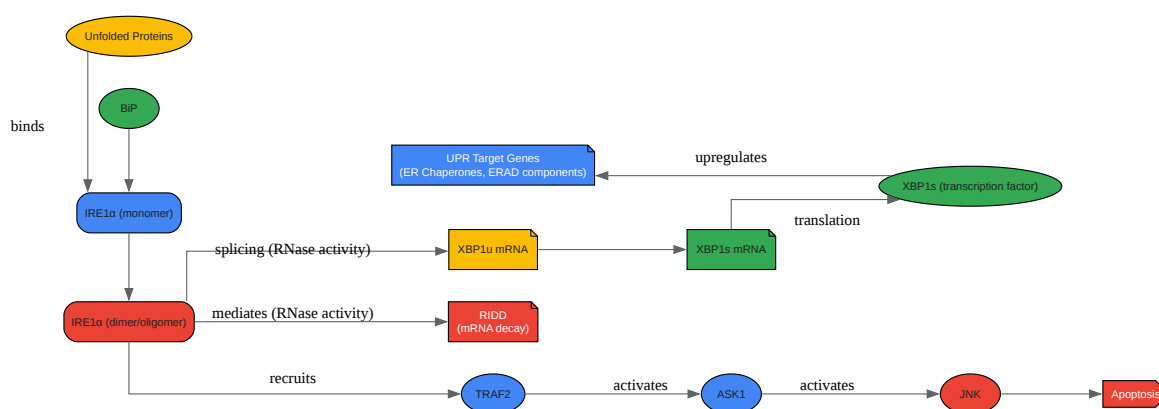 Unfolded Proteins
BiP
binds
UPR Target Genes
(ER Chaperones, ERAD components)
upregulates
XBP1s (transcription factor)
IRE1α (monomer)
translation
splicing (RNase activity)
XBP1u mRNA
XBP1s mRNA
IRE1α (dimer/oligomer)
mediates (RNase activity)
RIDD
(mRNA decay)
recruits
TRAF2
activates
ASK1
activates
JNK
Apoptosis